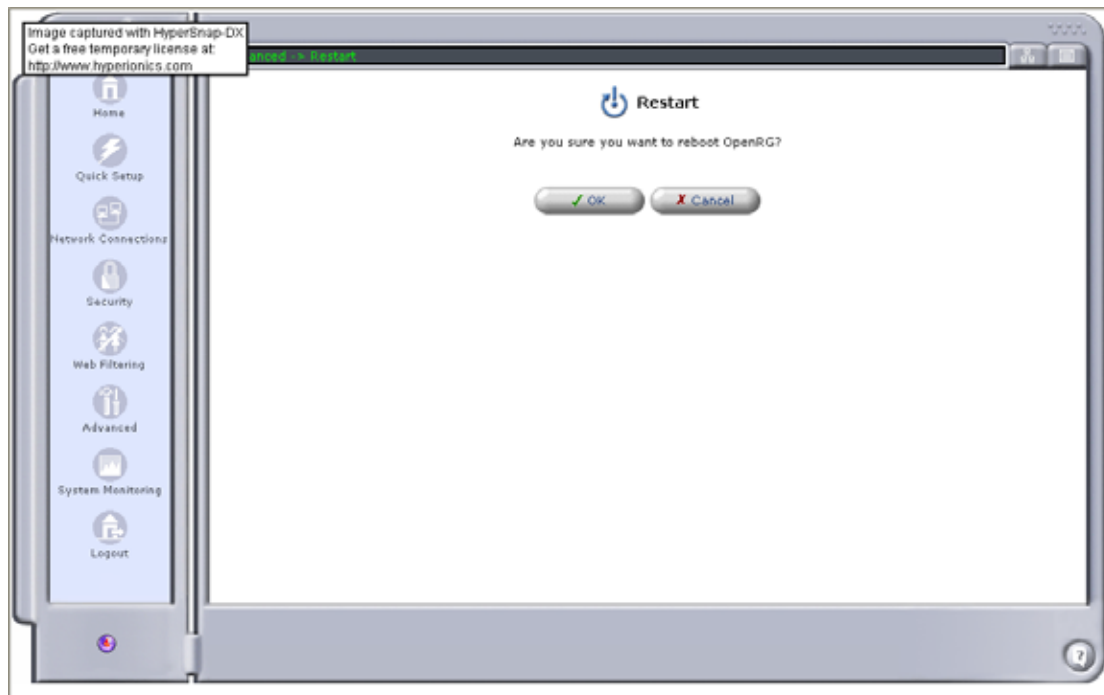 Image captured with HyperSnap-DX
Get a free temporary license at:
http://www.hyperionics.com
anced -> Restart
Home
Quick Setup
Network Connections
Security
Web Filtering
Advanced
System Monitoring
Logout
Restart
Are you sure you want to reboot OpenRG?
OK
Cancel
?